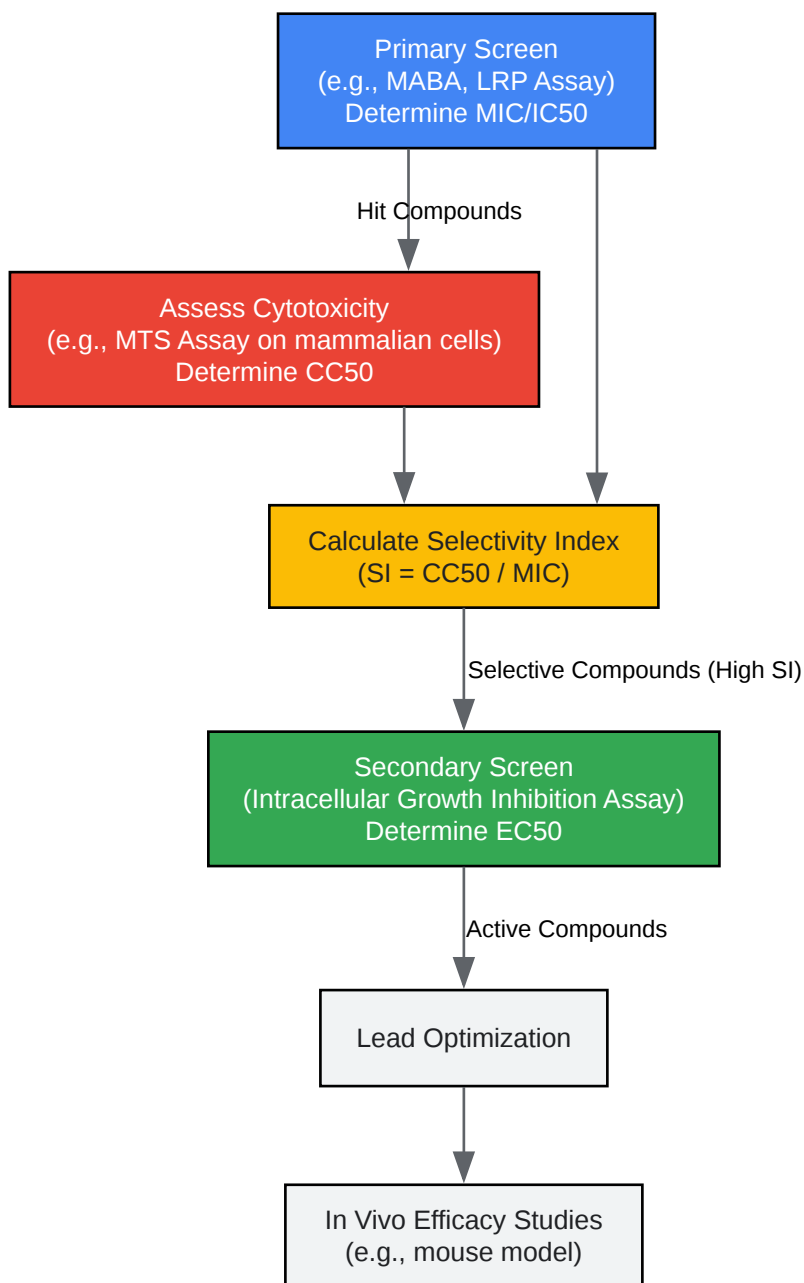 Primary Screen
(e.g., MABA, LRP Assay)
Determine MIC/IC50
Hit Compounds
Assess Cytotoxicity
(e.g., MTS Assay on mammalian cells)
Determine CC50
Calculate Selectivity Index
(SI = CC50 / MIC)
Selective Compounds (High SI)
Secondary Screen
(Intracellular Growth Inhibition Assay)
Determine EC50
Active Compounds
Lead Optimization
In Vivo Efficacy Studies
(e.g., mouse model)